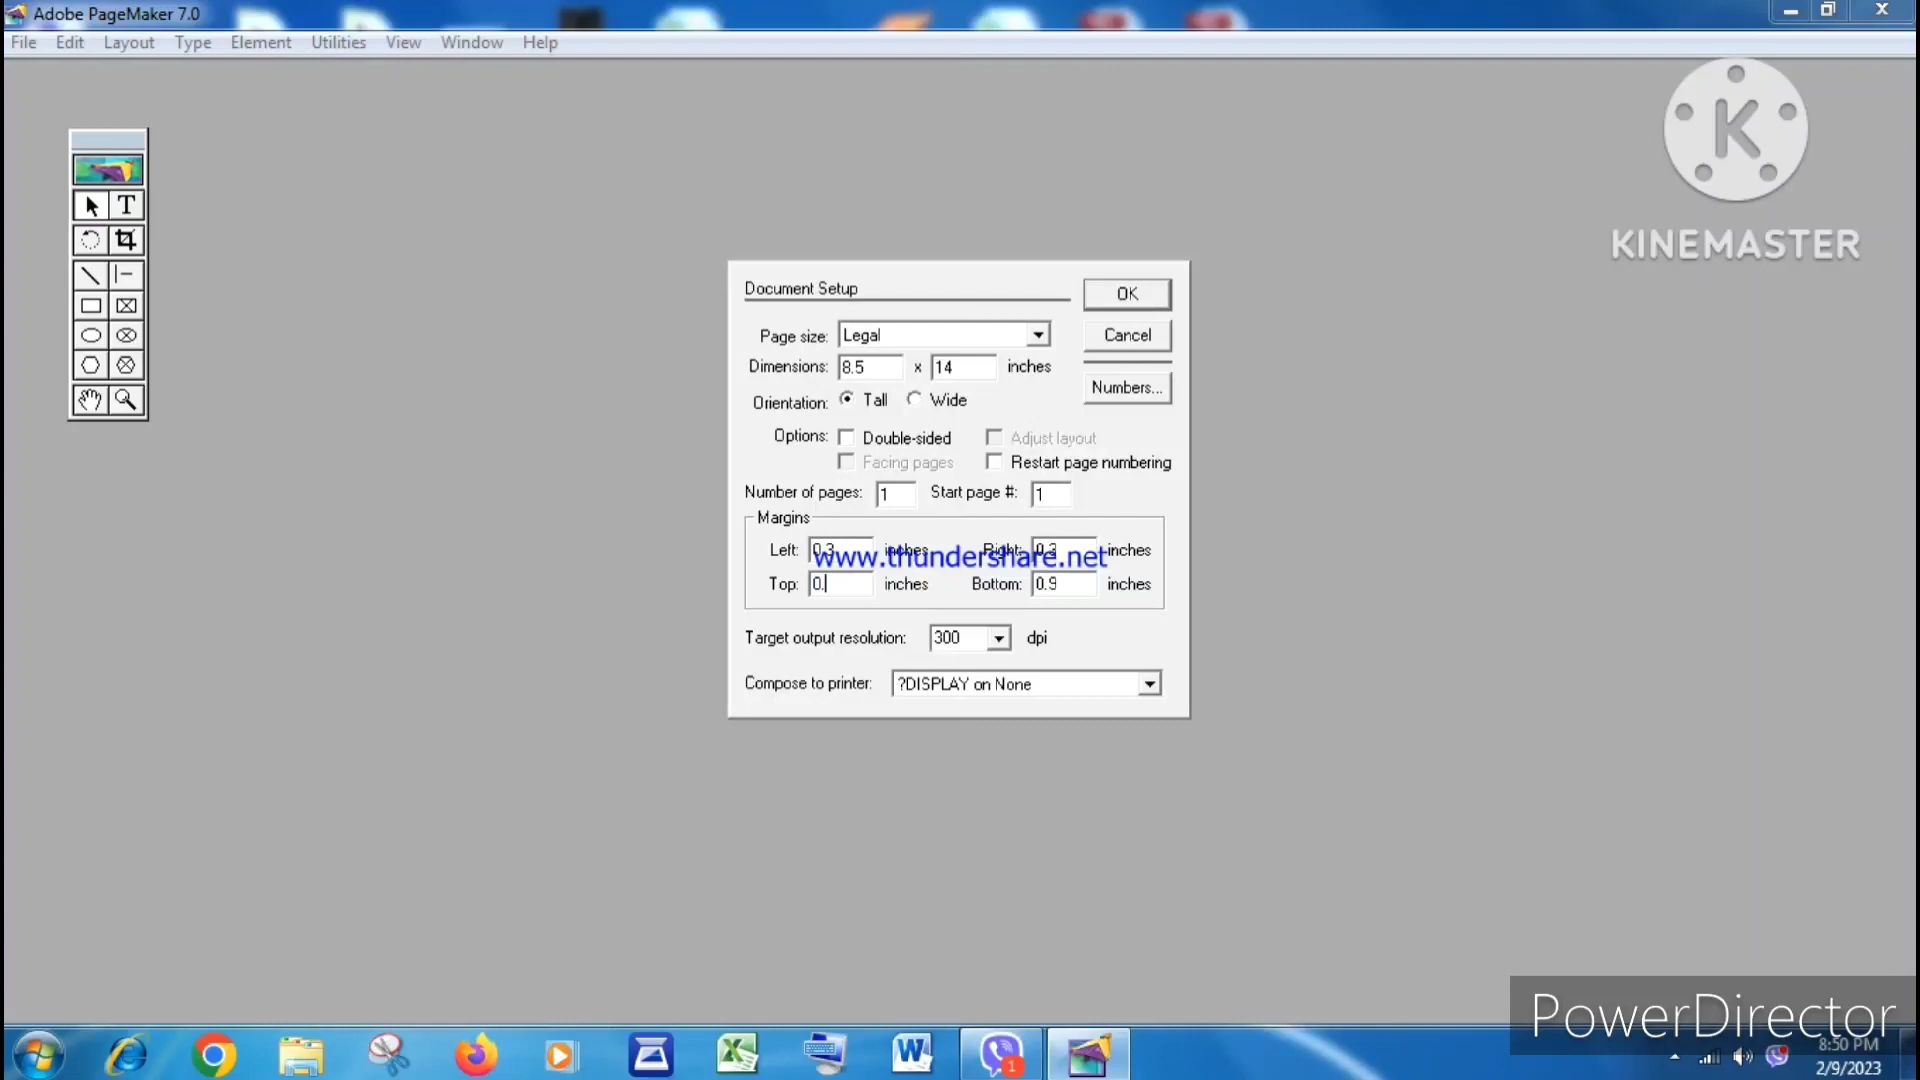 Adobe PageMaker 7.0
File Edit Layout Type Element Utilities View Window Help
K
KINEMASTER
T
Document Setup
OK
Page size: Legal
Cancel
Dimensions: 8.5 x 14 inches
Numbers...
Orientation: Tall Wide
Options: Double-sided Adjust layout
Facing pages Restart page numbering
Number of pages: 1 Start page #: 1
Margins
Left: 0.3 inches Right: 0.3 inches
www.thundershare.net
Top: 0. inches Bottom: 0.9 inches
Target output resolution: 300 dpi
Compose to printer: ?DISPLAY on None
PowerDirector
8:50 PM
1
2/9/2023